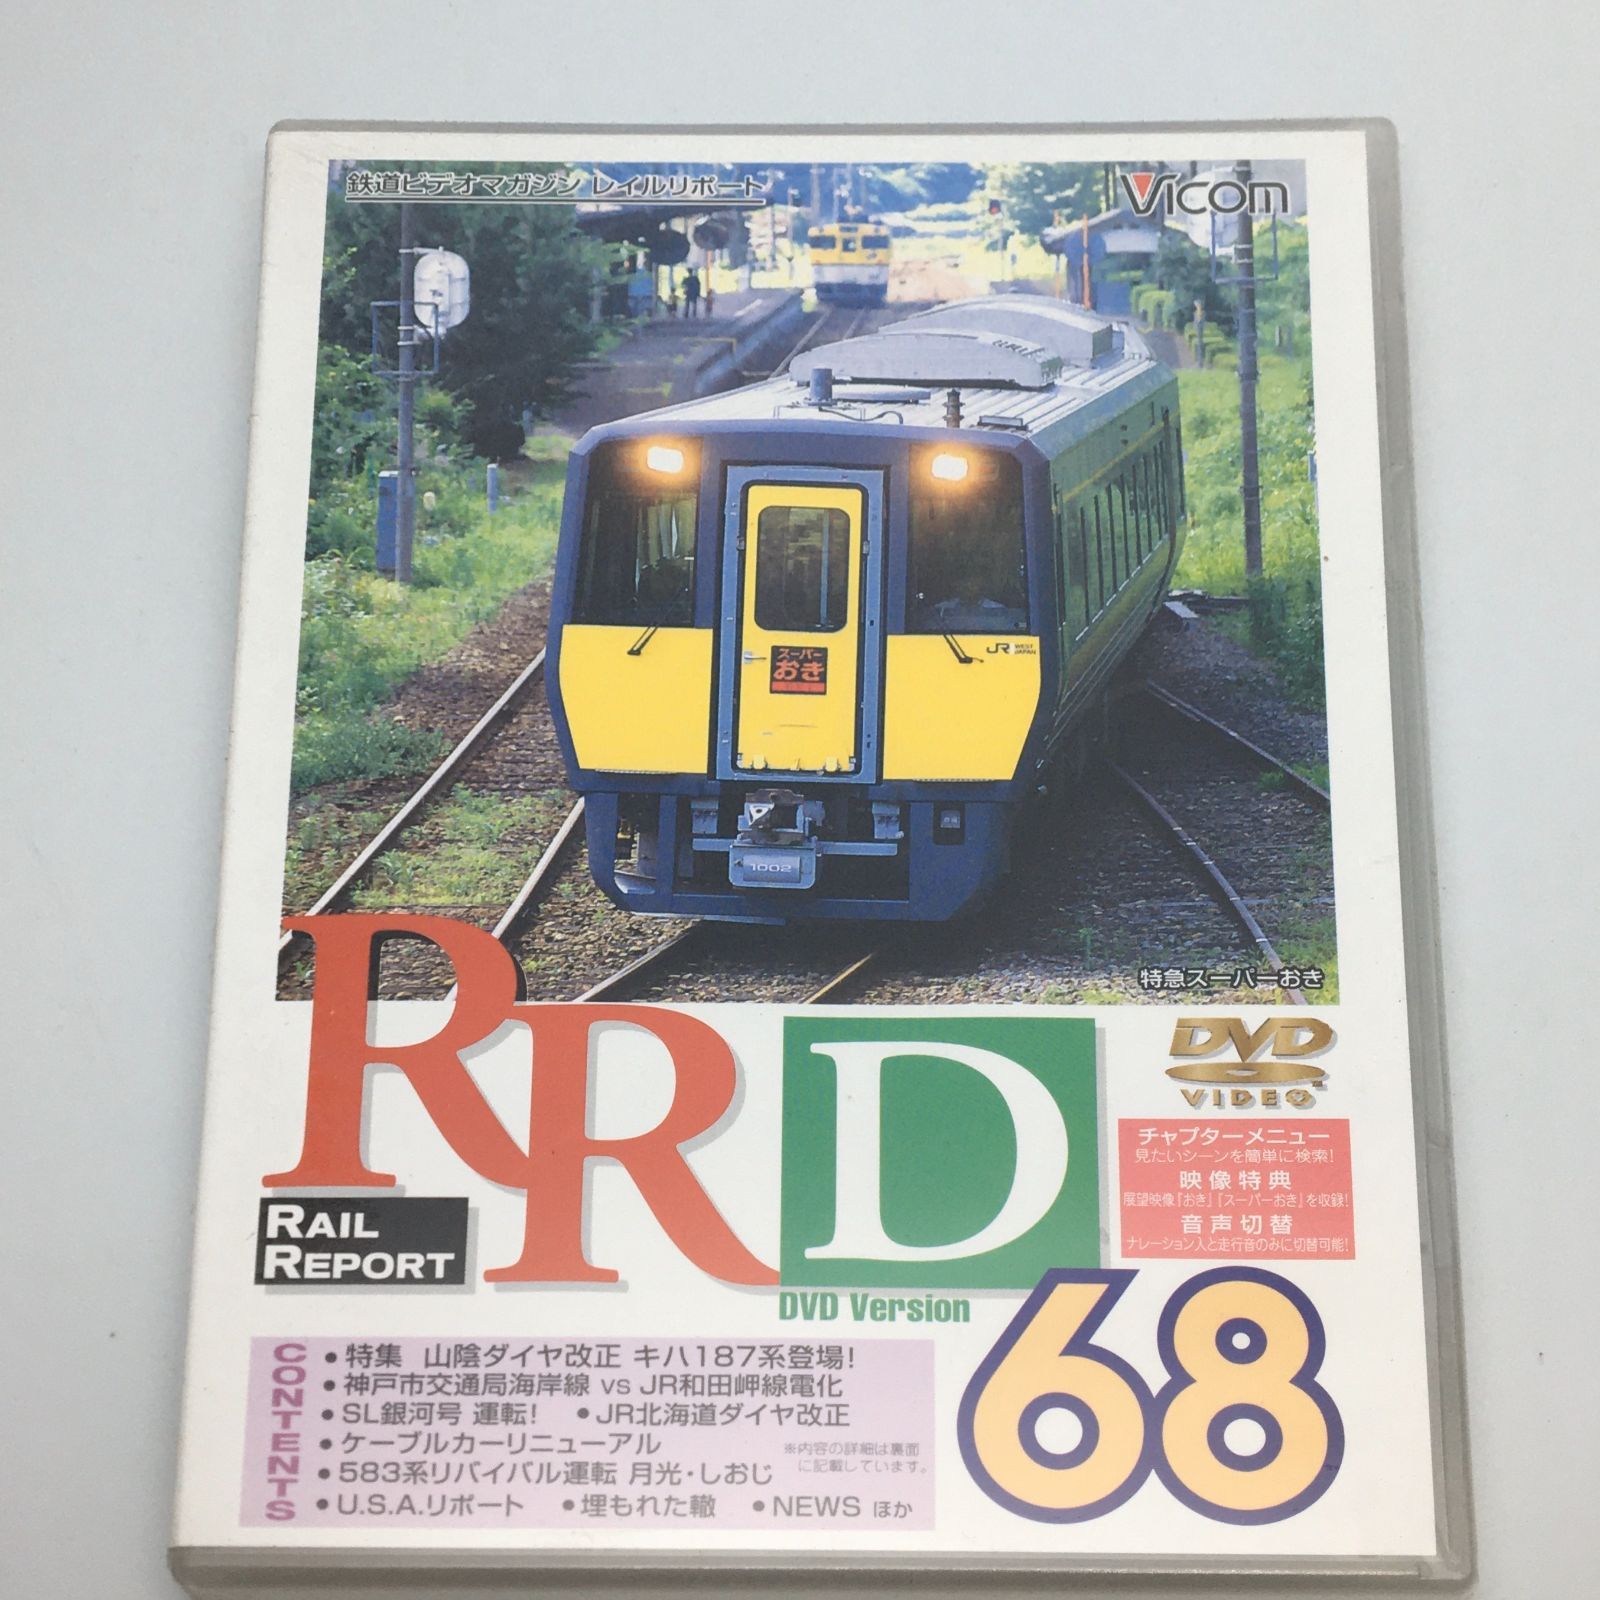 鉄道ビデオマガジン レイルリポート
Vicom
スーパー
おき
JR WEST JAPAN
1002
特急スーパーおき
RRD
RAIL
REPORT
DVD Version
68
DVD
VIDEO
チャプターメニュー
見たいシーンを簡単に検索!
映像特典
展望映像『おき』『スーパーおき』を収録!
音声切替
ナレーション入と走行音のみに切替可能!
CONTENTS
●特集 山陰ダイヤ改正 キハ187系登場!
●神戸市交通局海岸線 vs JR和田岬線電化
●SL銀河号 運転! ●JR北海道ダイヤ改正
●ケーブルカーリニューアル
●583系リバイバル運転 月光・しおじ
●U.S.A.リポート ●埋もれた轍 ●NEWS ほか
※内容の詳細は裏面
に記載しています。